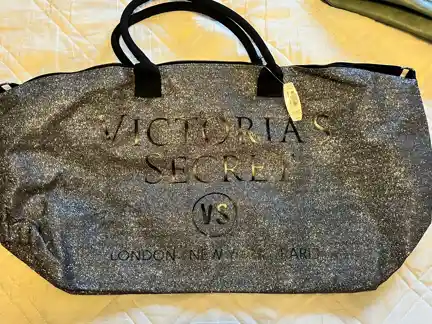 VICTORIA'S
SECRET
VS
LONDON NEW YORK PARIS